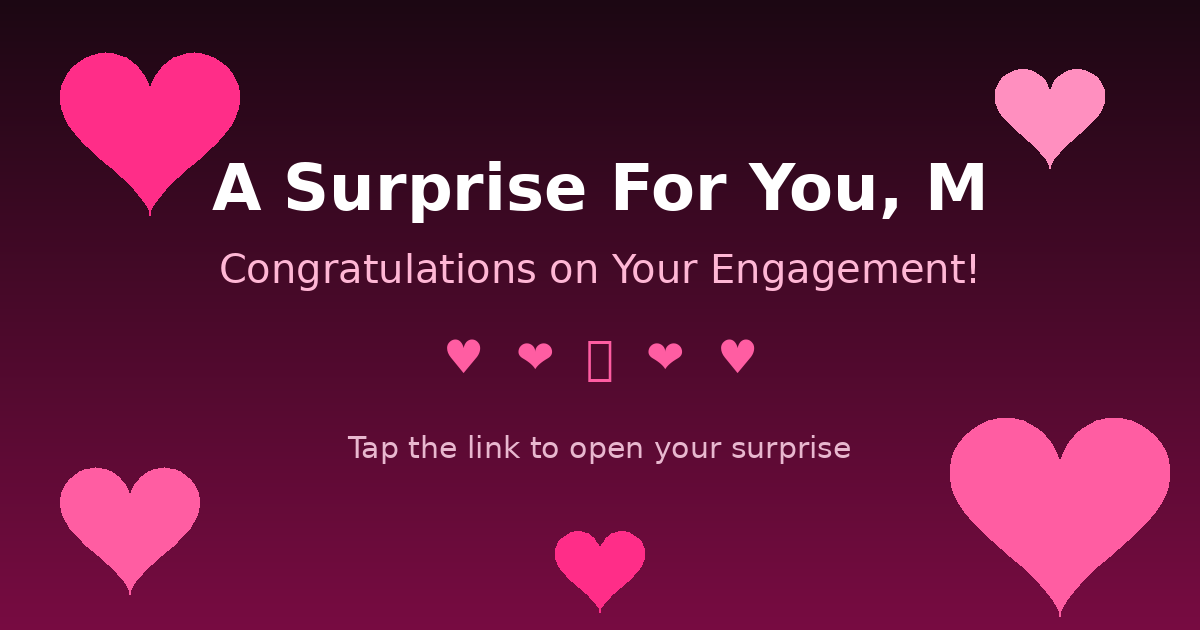 A Surprise For You, M
Congratulations on Your Engagement!
♥ ❤ ▯ ❤ ♥
Tap the link to open your surprise